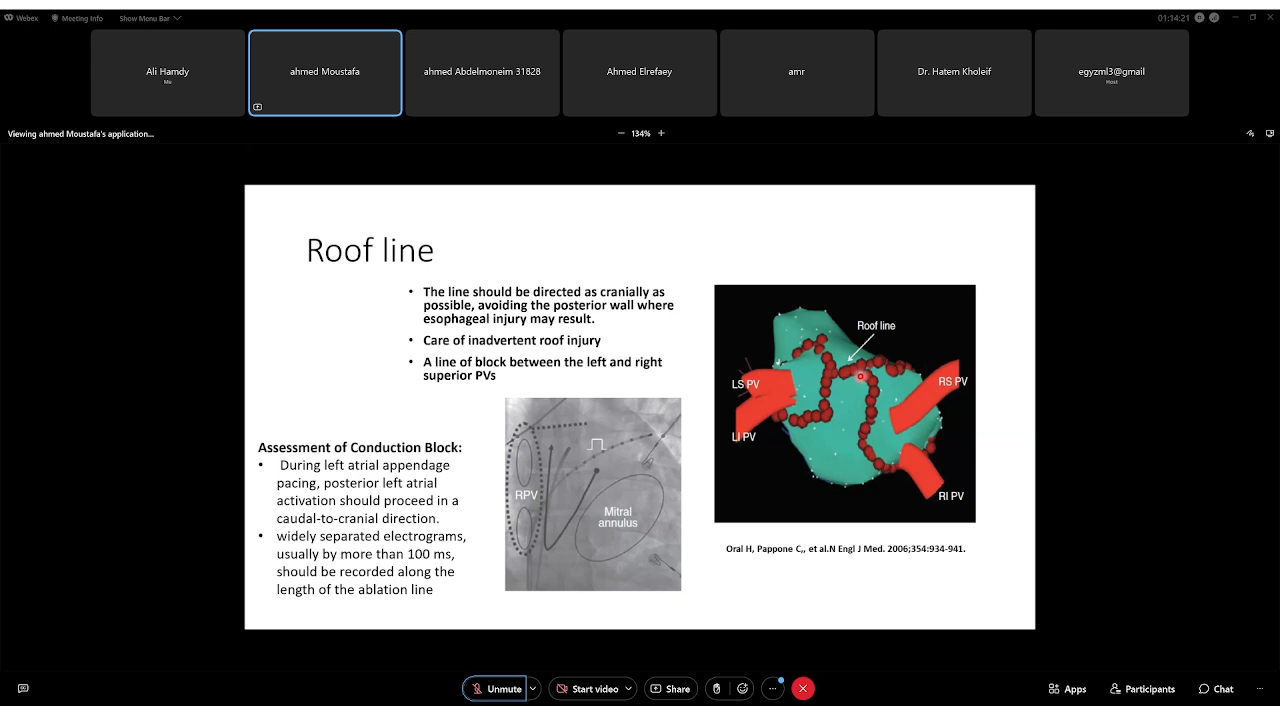 Webex
Meeting Info
Show Menu Bar
01:14:21
Ali Hamdy
Me
ahmed Moustafa
ahmed Abdelmoneim 31828
Ahmed Elrefaey
amr
Dr. Hatem Kholeif
egyzml3@gmail
Host
Viewing ahmed Moustafa's application...
134%
Roof line
• The line should be directed as cranially as
possible, avoiding the posterior wall where
esophageal injury may result.
• Care of inadvertent roof injury
• A line of block between the left and right
superior PVs
Assessment of Conduction Block:
• During left atrial appendage
pacing, posterior left atrial
activation should proceed in a
caudal-to-cranial direction.
• widely separated electrograms,
usually by more than 100 ms,
should be recorded along the
length of the ablation line
RPV
Mitral
annulus
Roof line
LS PV
RS PV
LI PV
RI PV
Oral H, Pappone C,, et al.N Engl J Med. 2006;354:934-941.
Unmute
Start video
Share
Apps
Participants
Chat